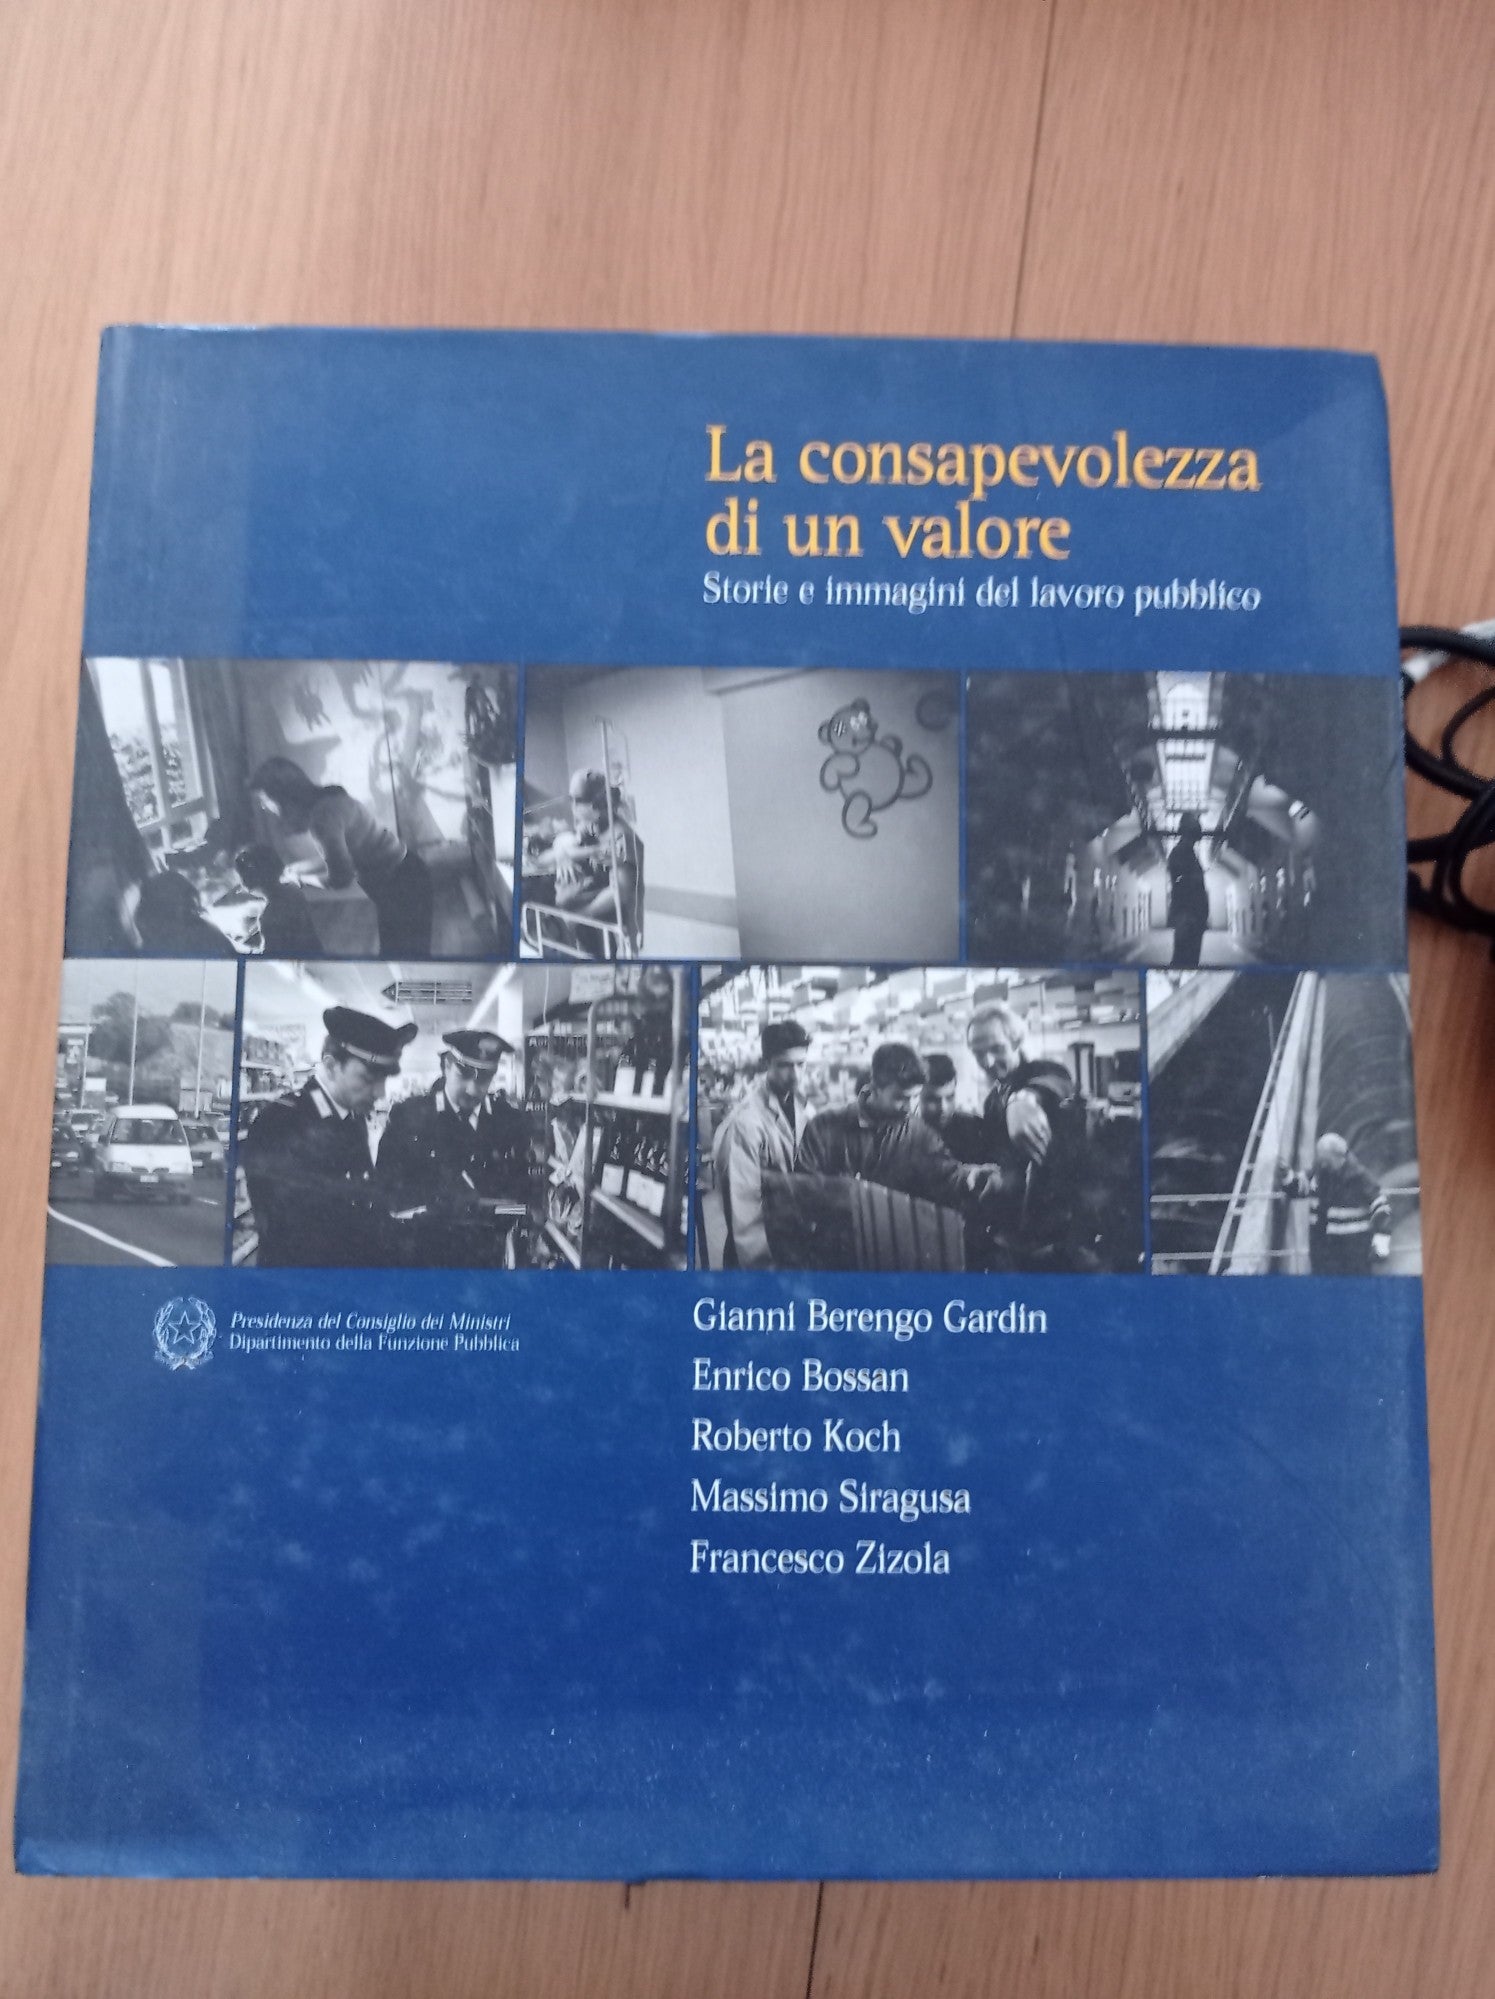 La consapevolezza
di un valore
Storie e immagini del lavoro pubblico
Presidenza del Consiglio dei Ministri
Dipartimento della Funzione Pubblica
Gianni Berengo Gardin
Enrico Bossan
Roberto Koch
Massimo Siragusa
Francesco Zizola